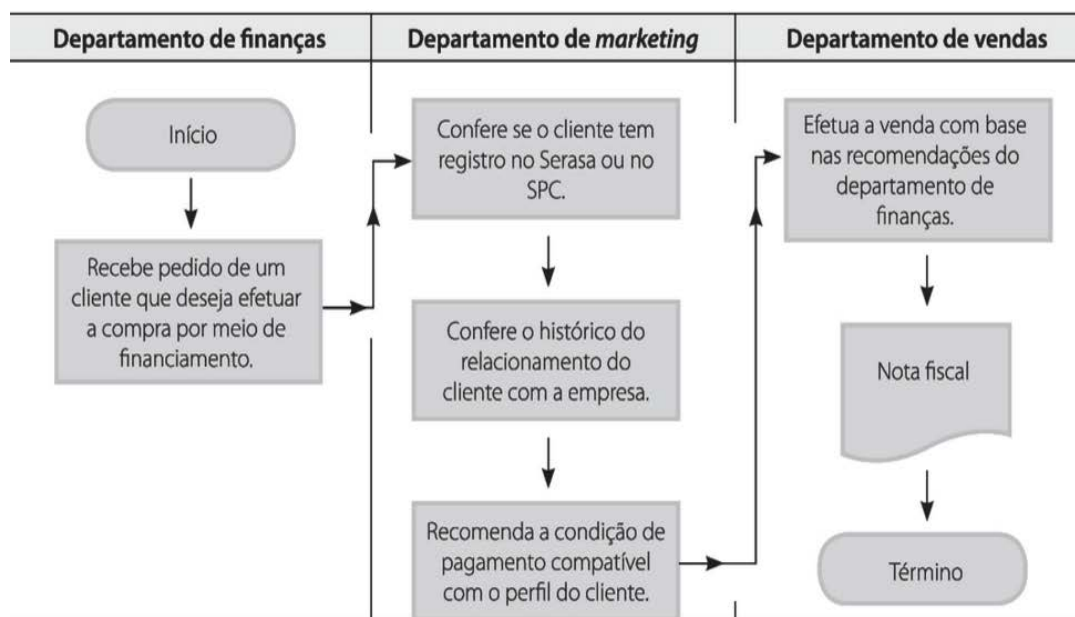 Departamento de finanças
Departamento de marketing
Departamento de vendas
Início
Recebe pedido de um
cliente que deseja efetuar
a compra por meio de
financiamento.
Confere se o cliente tem
registro no Serasa ou no
SPC.
Confere o histórico do
relacionamento do
cliente com a empresa.
Recomenda a condição de
pagamento compatível
com o perfil do cliente.
Efetua a venda com base
nas recomendações do
departamento de
finanças.
Nota fiscal
Término